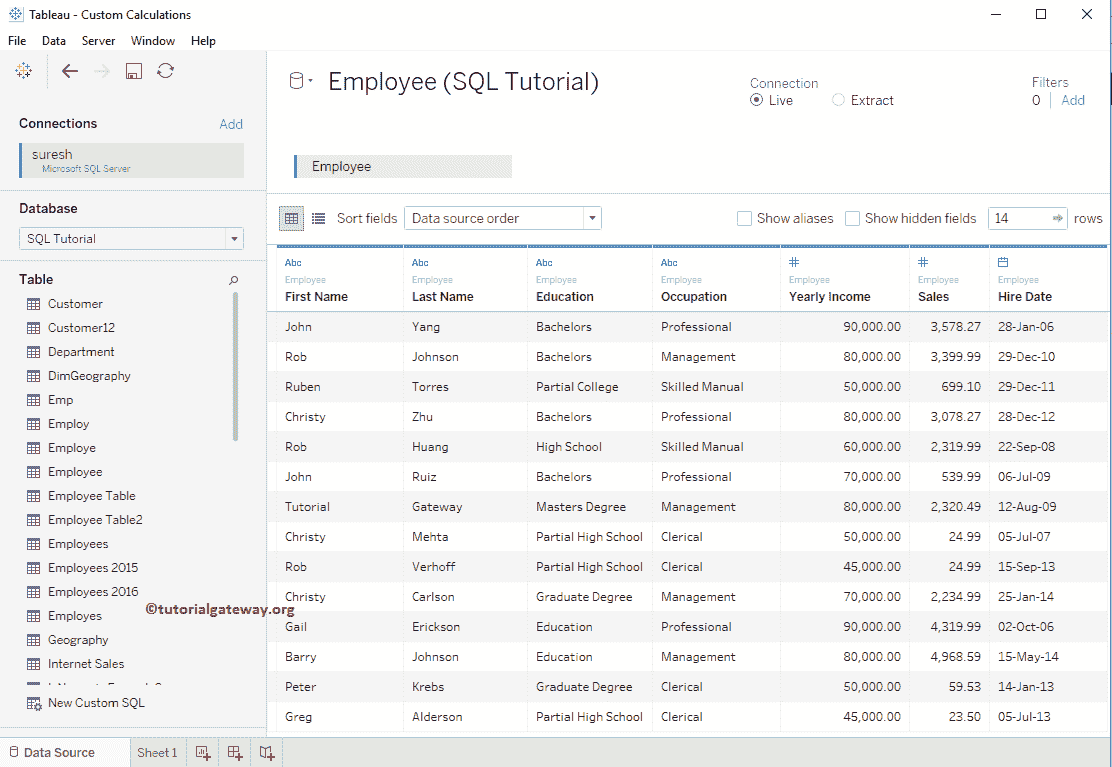 Tableau - Custom Calculations
File Data Server Window Help
Connections Add
suresh
Microsoft SQL Server
Database
SQL Tutorial
Table
Customer
Customer12
Department
DimGeography
Emp
Employ
Employe
Employee
Employee Table
Employee Table2
Employees
Employees 2015
Employees 2016
Employes
Geography
Internet Sales
New Custom SQL
©tutorialgateway.org
Employee (SQL Tutorial)
Connection
Live Extract
Filters
0 Add
Employee
Sort fields Data source order Show aliases Show hidden fields 14 rows
Abc Abc Abc Abc # #
Employee Employee Employee Employee Employee Employee Employee
First Name Last Name Education Occupation Yearly Income Sales Hire Date
John Yang Bachelors Professional 90,000.00 3,578.27 28-Jan-06
Rob Johnson Bachelors Management 80,000.00 3,399.99 29-Dec-10
Ruben Torres Partial College Skilled Manual 50,000.00 699.10 29-Dec-11
Christy Zhu Bachelors Professional 80,000.00 3,078.27 28-Dec-12
Rob Huang High School Skilled Manual 60,000.00 2,319.99 22-Sep-08
John Ruiz Bachelors Professional 70,000.00 539.99 06-Jul-09
Tutorial Gateway Masters Degree Management 80,000.00 2,320.49 12-Aug-09
Christy Mehta Partial High School Clerical 50,000.00 24.99 05-Jul-07
Rob Verhoff Partial High School Clerical 45,000.00 24.99 15-Sep-13
Christy Carlson Graduate Degree Management 70,000.00 2,234.99 25-Jan-14
Gail Erickson Education Professional 90,000.00 4,319.99 02-Oct-06
Barry Johnson Education Management 80,000.00 4,968.59 15-May-14
Peter Krebs Graduate Degree Clerical 50,000.00 59.53 14-Jan-13
Greg Alderson Partial High School Clerical 45,000.00 23.50 05-Jul-13
Data Source Sheet 1